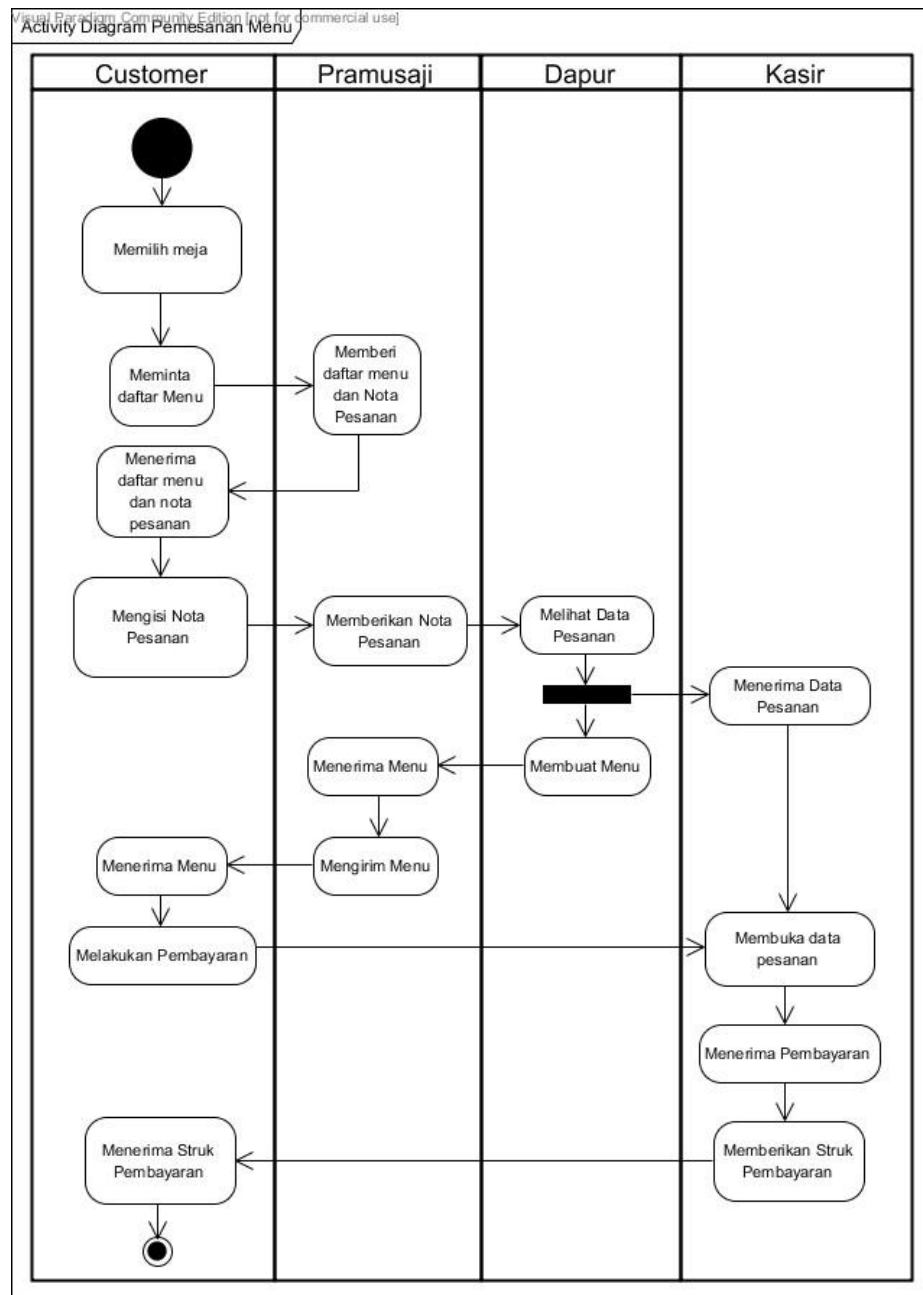 Visual Paradigm Community Edition [not for commercial use]
Activity Diagram Pemesanan Menu
Customer
Pramusaji
Dapur
Kasir
Memilih meja
Meminta
daftar Menu
Memberi
daftar menu
dan Nota
Pesanan
Menerima
daftar menu
dan nota
pesanan
Mengisi Nota
Pesanan
Memberikan Nota
Pesanan
Melihat Data
Pesanan
Menerima Data
Pesanan
Membuat Menu
Menerima Menu
Mengirim Menu
Menerima Menu
Melakukan Pembayaran
Membuka data
pesanan
Menerima Pembayaran
Memberikan Struk
Pembayaran
Menerima Struk
Pembayaran